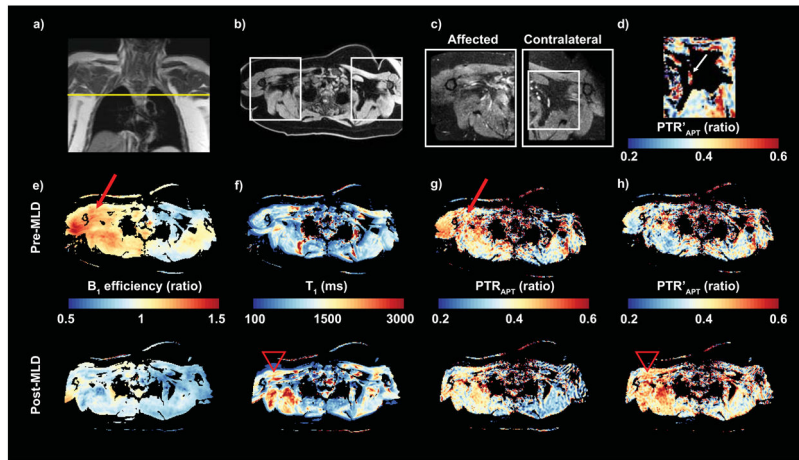 a)
b)
c)
d)
Affected
Contralateral
PTR'APT (ratio)
0.2 0.4 0.6
e)
f)
g)
h)
Pre-MLD
B1 efficiency (ratio)
T1 (ms)
PTRAPT (ratio)
PTR'APT (ratio)
0.5 1 1.5
100 1500 3000
0.2 0.4 0.6
0.2 0.4 0.6
Post-MLD